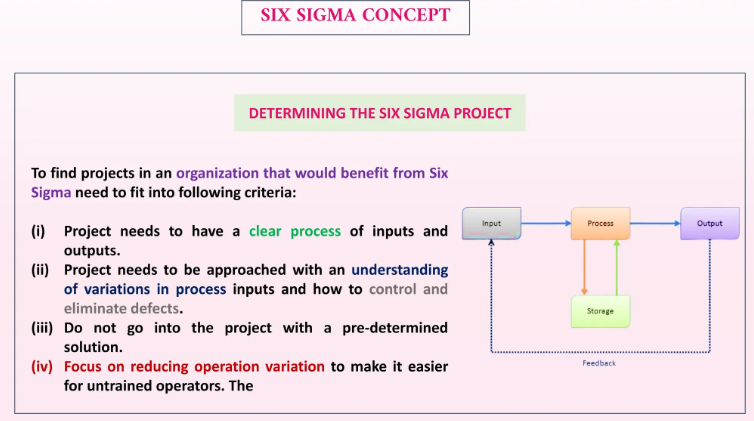 SIX SIGMA CONCEPT
DETERMINING THE SIX SIGMA PROJECT
To find projects in an organization that would benefit from Six
Sigma need to fit into following criteria:
(i) Project needs to have a clear process of inputs and
outputs.
(ii) Project needs to be approached with an understanding
of variations in process inputs and how to control and
eliminate defects.
(iii) Do not go into the project with a pre-determined
solution.
(iv) Focus on reducing operation variation to make it easier
for untrained operators. The
Input
Process
Output
Storage
Feedback